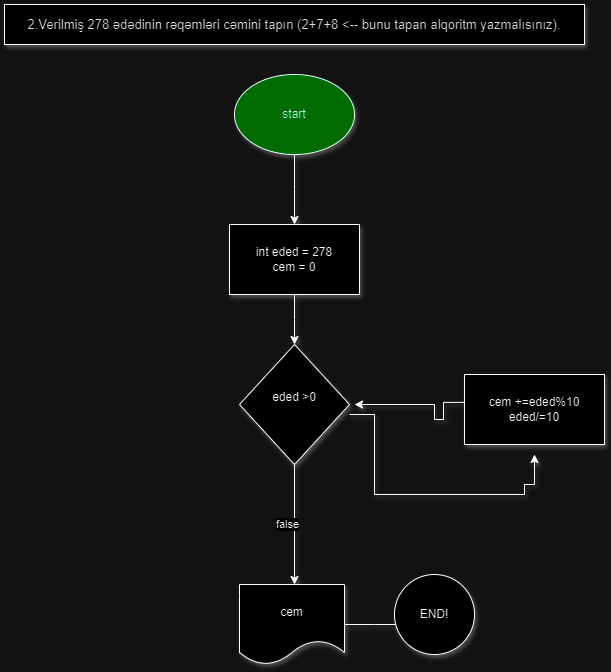 2.Verilmiş 278 ədədinin rəqəmləri cəmini tapın (2+7+8 <-- bunu tapan alqoritm yazmalısınız).
start
int eded = 278
cem = 0
eded >0
cem +=eded%10
eded/=10
false
cem
END!